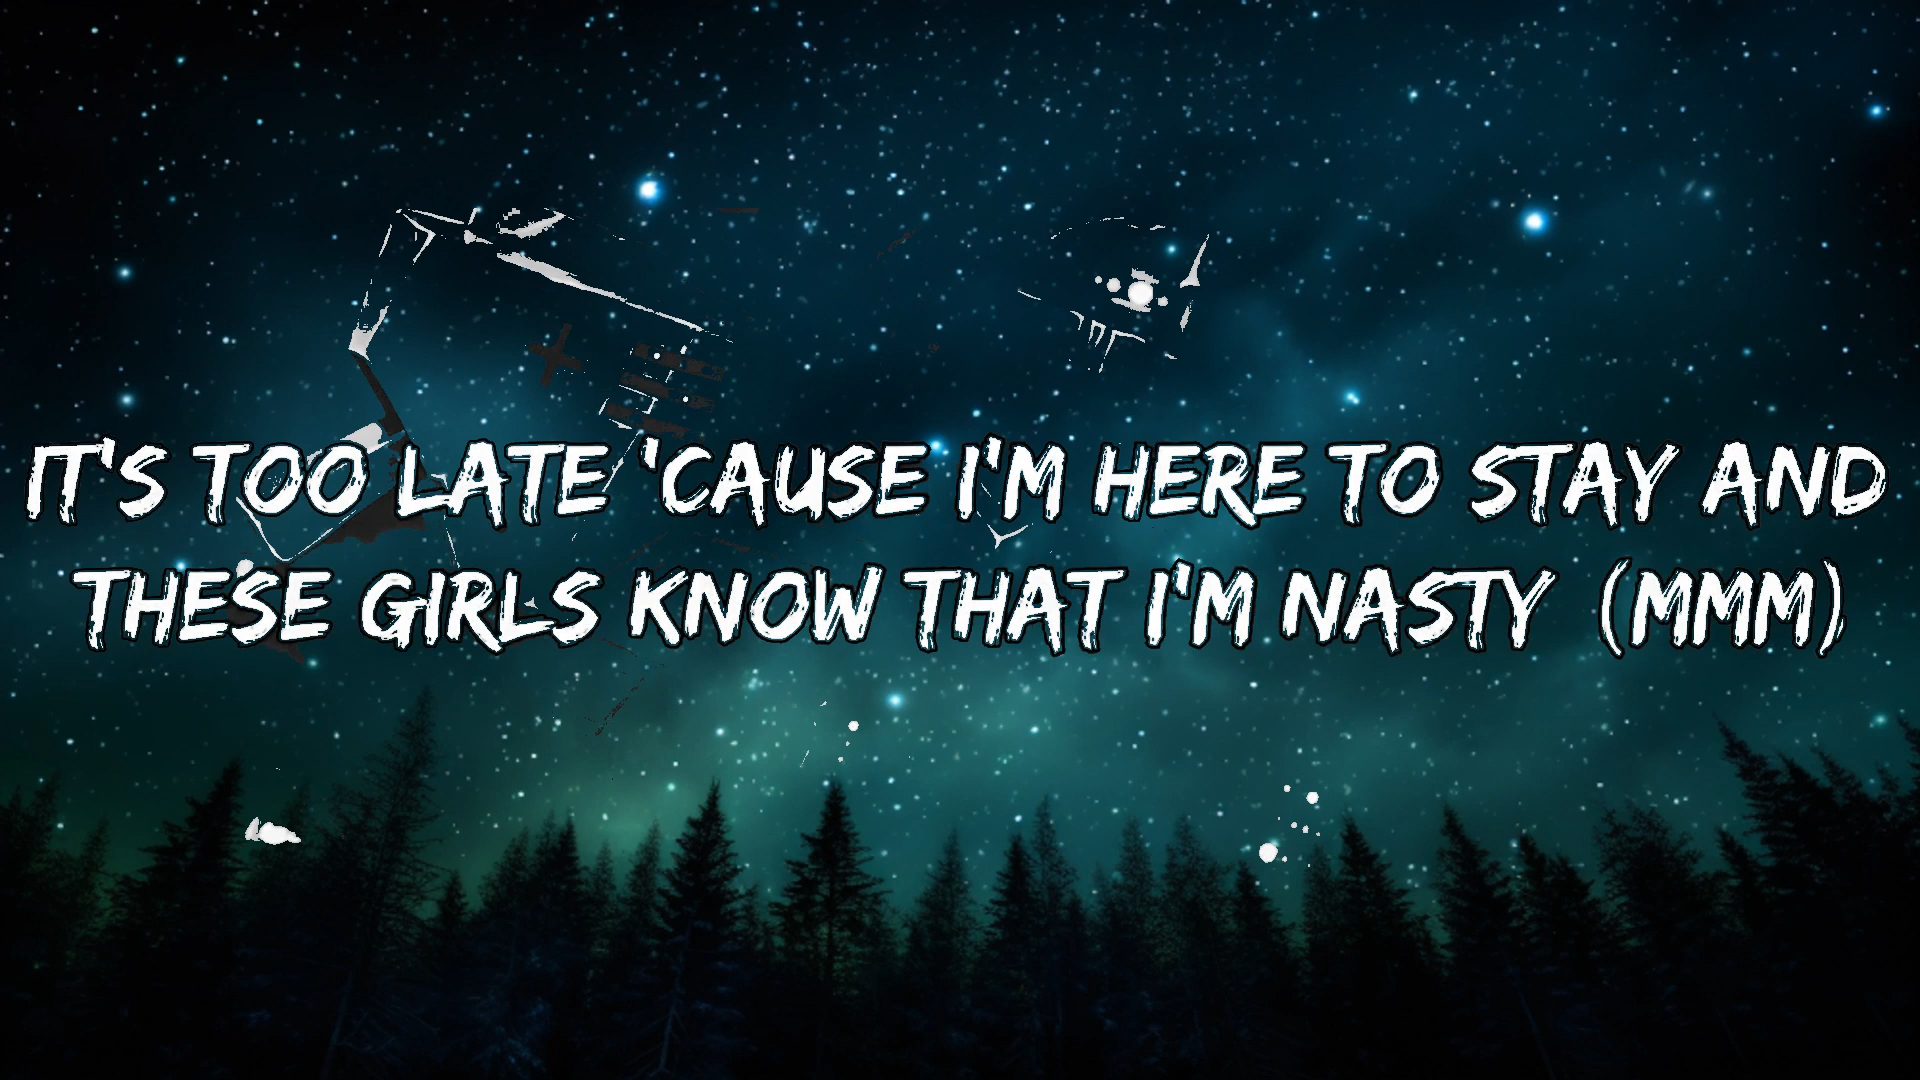 IT'S TOO LATE 'CAUSE I'M HERE TO STAY AND
THESE GIRLS KNOW THAT I'M NASTY (MMM)